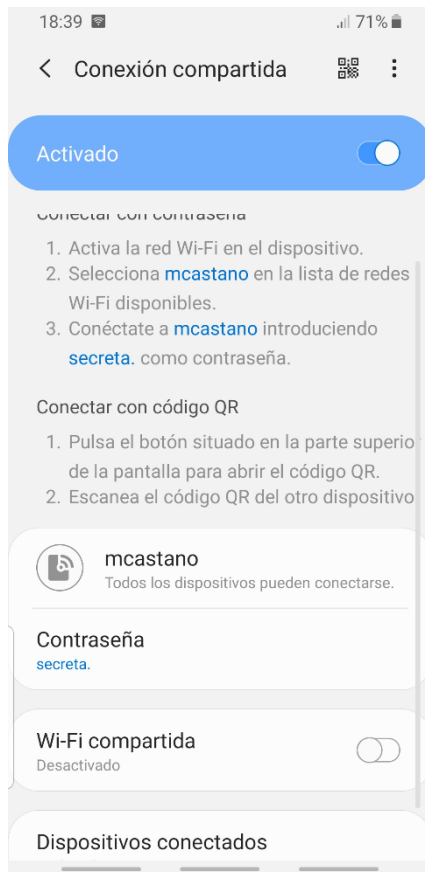 18:39 71%
Conexión compartida
Activado
Conectar con contraseña
1. Activa la red Wi-Fi en el dispositivo.
2. Selecciona mcastano en la lista de redes
Wi-Fi disponibles.
3. Conéctate a mcastano introduciendo
secreta. como contraseña.
Conectar con código QR
1. Pulsa el botón situado en la parte superio
de la pantalla para abrir el código QR.
2. Escanea el código QR del otro dispositivo
mcastano
Todos los dispositivos pueden conectarse.
Contraseña
secreta.
Wi-Fi compartida
Desactivado
Dispositivos conectados